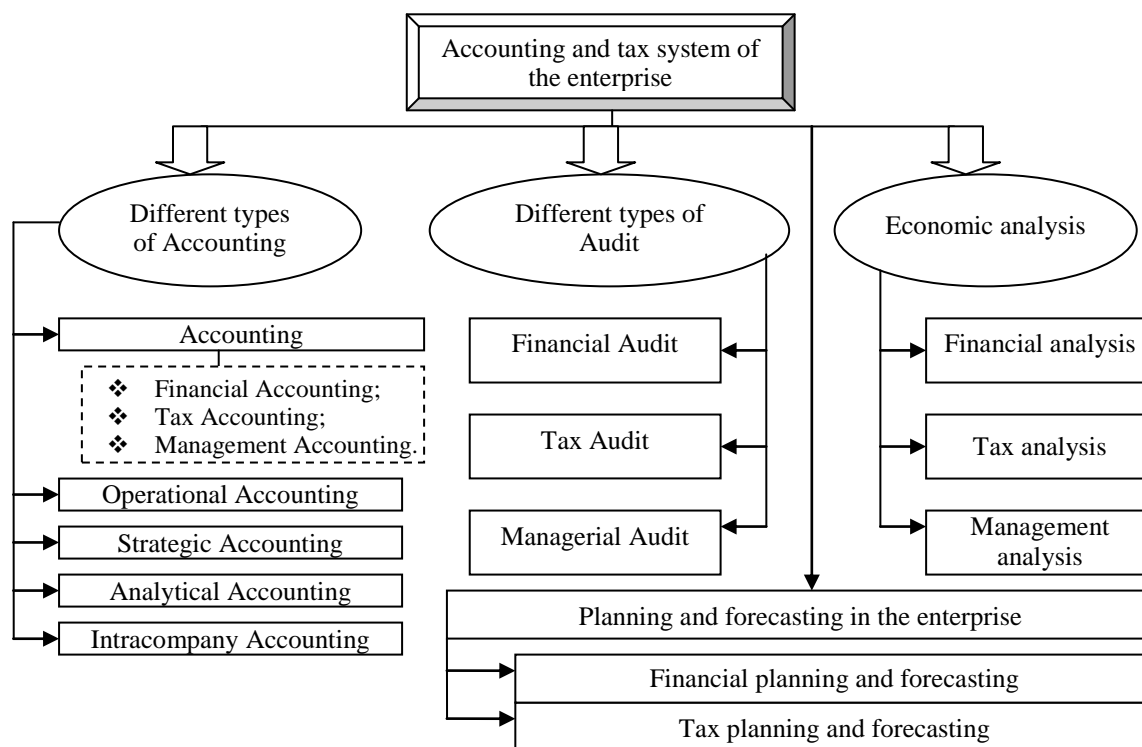 Accounting and tax system of
the enterprise
Different types
of Accounting
Different types of
Audit
Economic analysis
Accounting
❖ Financial Accounting;
❖ Tax Accounting;
❖ Management Accounting.
Operational Accounting
Strategic Accounting
Analytical Accounting
Intracompany Accounting
Financial Audit
Tax Audit
Managerial Audit
Financial analysis
Tax analysis
Management
analysis
Planning and forecasting in the enterprise
Financial planning and forecasting
Tax planning and forecasting